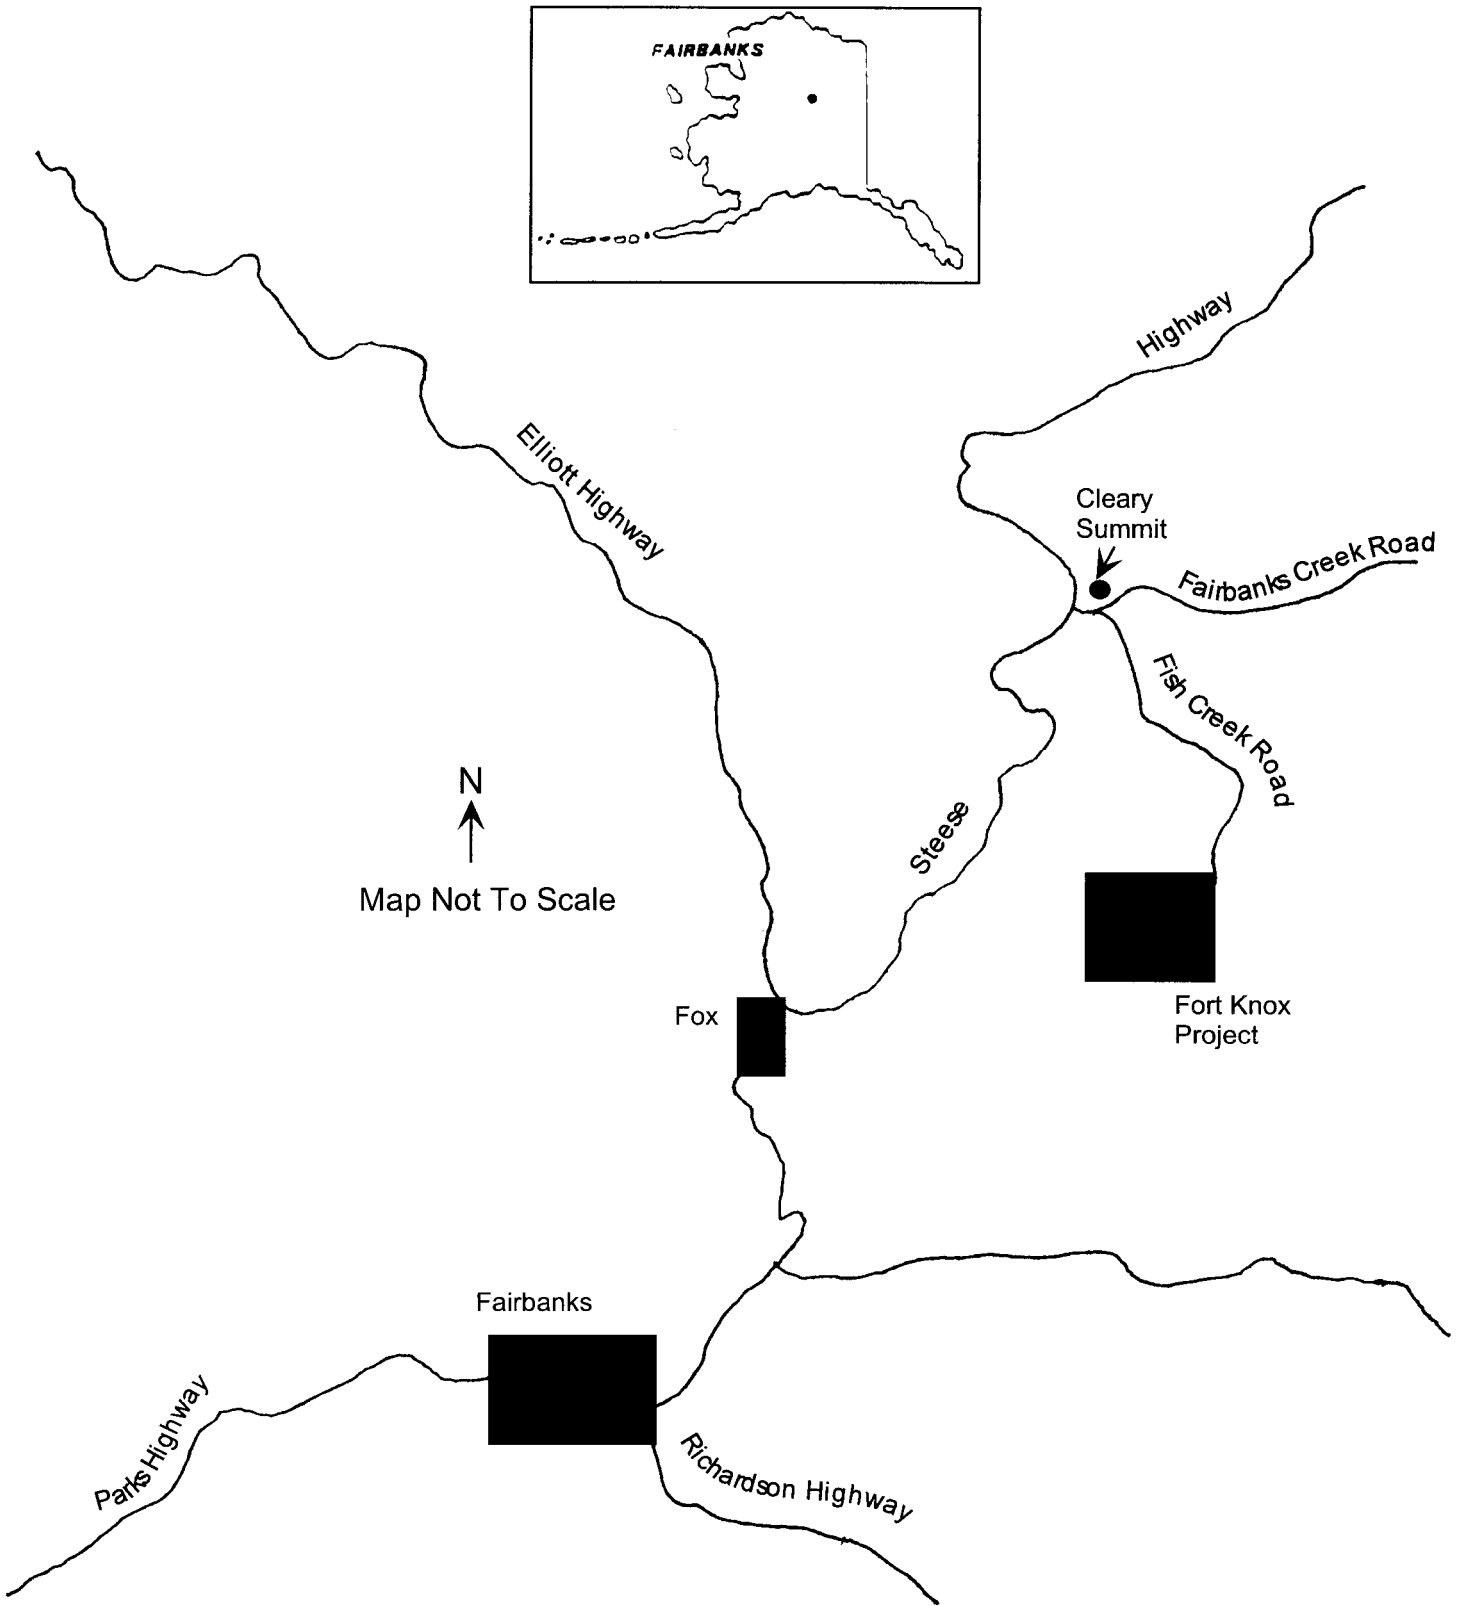 FAIRBANKS
Highway
Elliott Highway
Cleary
Summit
Fairbanks Creek Road
Fish Creek Road
N
Steese
Map Not To Scale
Fox
Fort Knox
Project
Fairbanks
Parks Highway
Richardson Highway